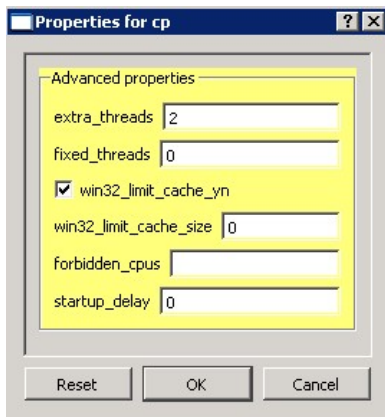 Properties for cp
Advanced properties
extra_threads 2
fixed_threads 0
win32_limit_cache_yn
win32_limit_cache_size 0
forbidden_cpus
startup_delay 0
Reset OK Cancel